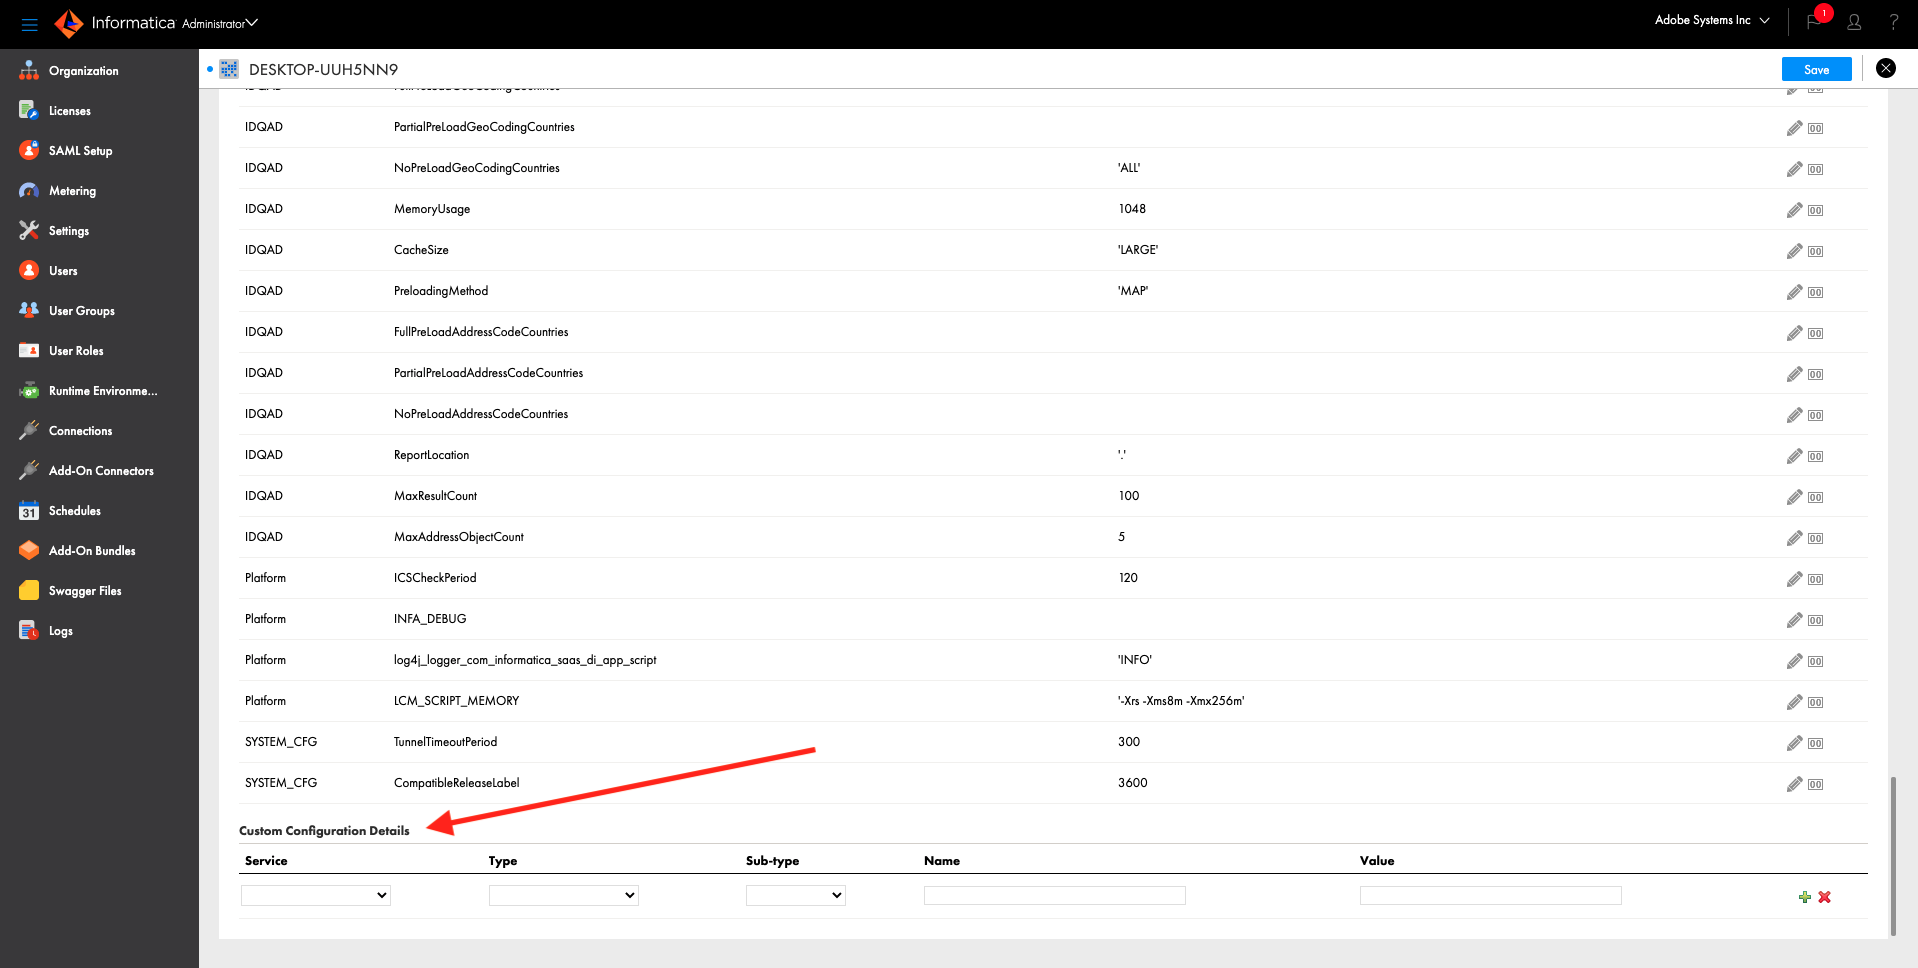 Informatica Administrator
Adobe Systems Inc
1
?
DESKTOP-UUH5NN9
Save
Organization
Licenses
SAML Setup
Metering
Settings
Users
User Groups
User Roles
Runtime Environme...
Connections
Add-On Connectors
31 Schedules
Add-On Bundles
Swagger Files
Logs
IDQAD FullPreLoadGeoCodingCountries
IDQAD PartialPreLoadGeoCodingCountries
IDQAD NoPreLoadGeoCodingCountries 'ALL'
IDQAD MemoryUsage 1048
IDQAD CacheSize 'LARGE'
IDQAD PreloadingMethod 'MAP'
IDQAD FullPreLoadAddressCodeCountries
IDQAD PartialPreLoadAddressCodeCountries
IDQAD NoPreLoadAddressCodeCountries
IDQAD ReportLocation '.'
IDQAD MaxResultCount 100
IDQAD MaxAddressObjectCount 5
Platform ICSCheckPeriod 120
Platform INFA_DEBUG
Platform log4j_logger_com_informatica_saas_di_app_script 'INFO'
Platform LCM_SCRIPT_MEMORY '-Xrs -Xms8m -Xmx256m'
SYSTEM_CFG TunnelTimeoutPeriod 300
SYSTEM_CFG CompatibleReleaseLabel 3600
Custom Configuration Details
Service Type Sub-type Name Value